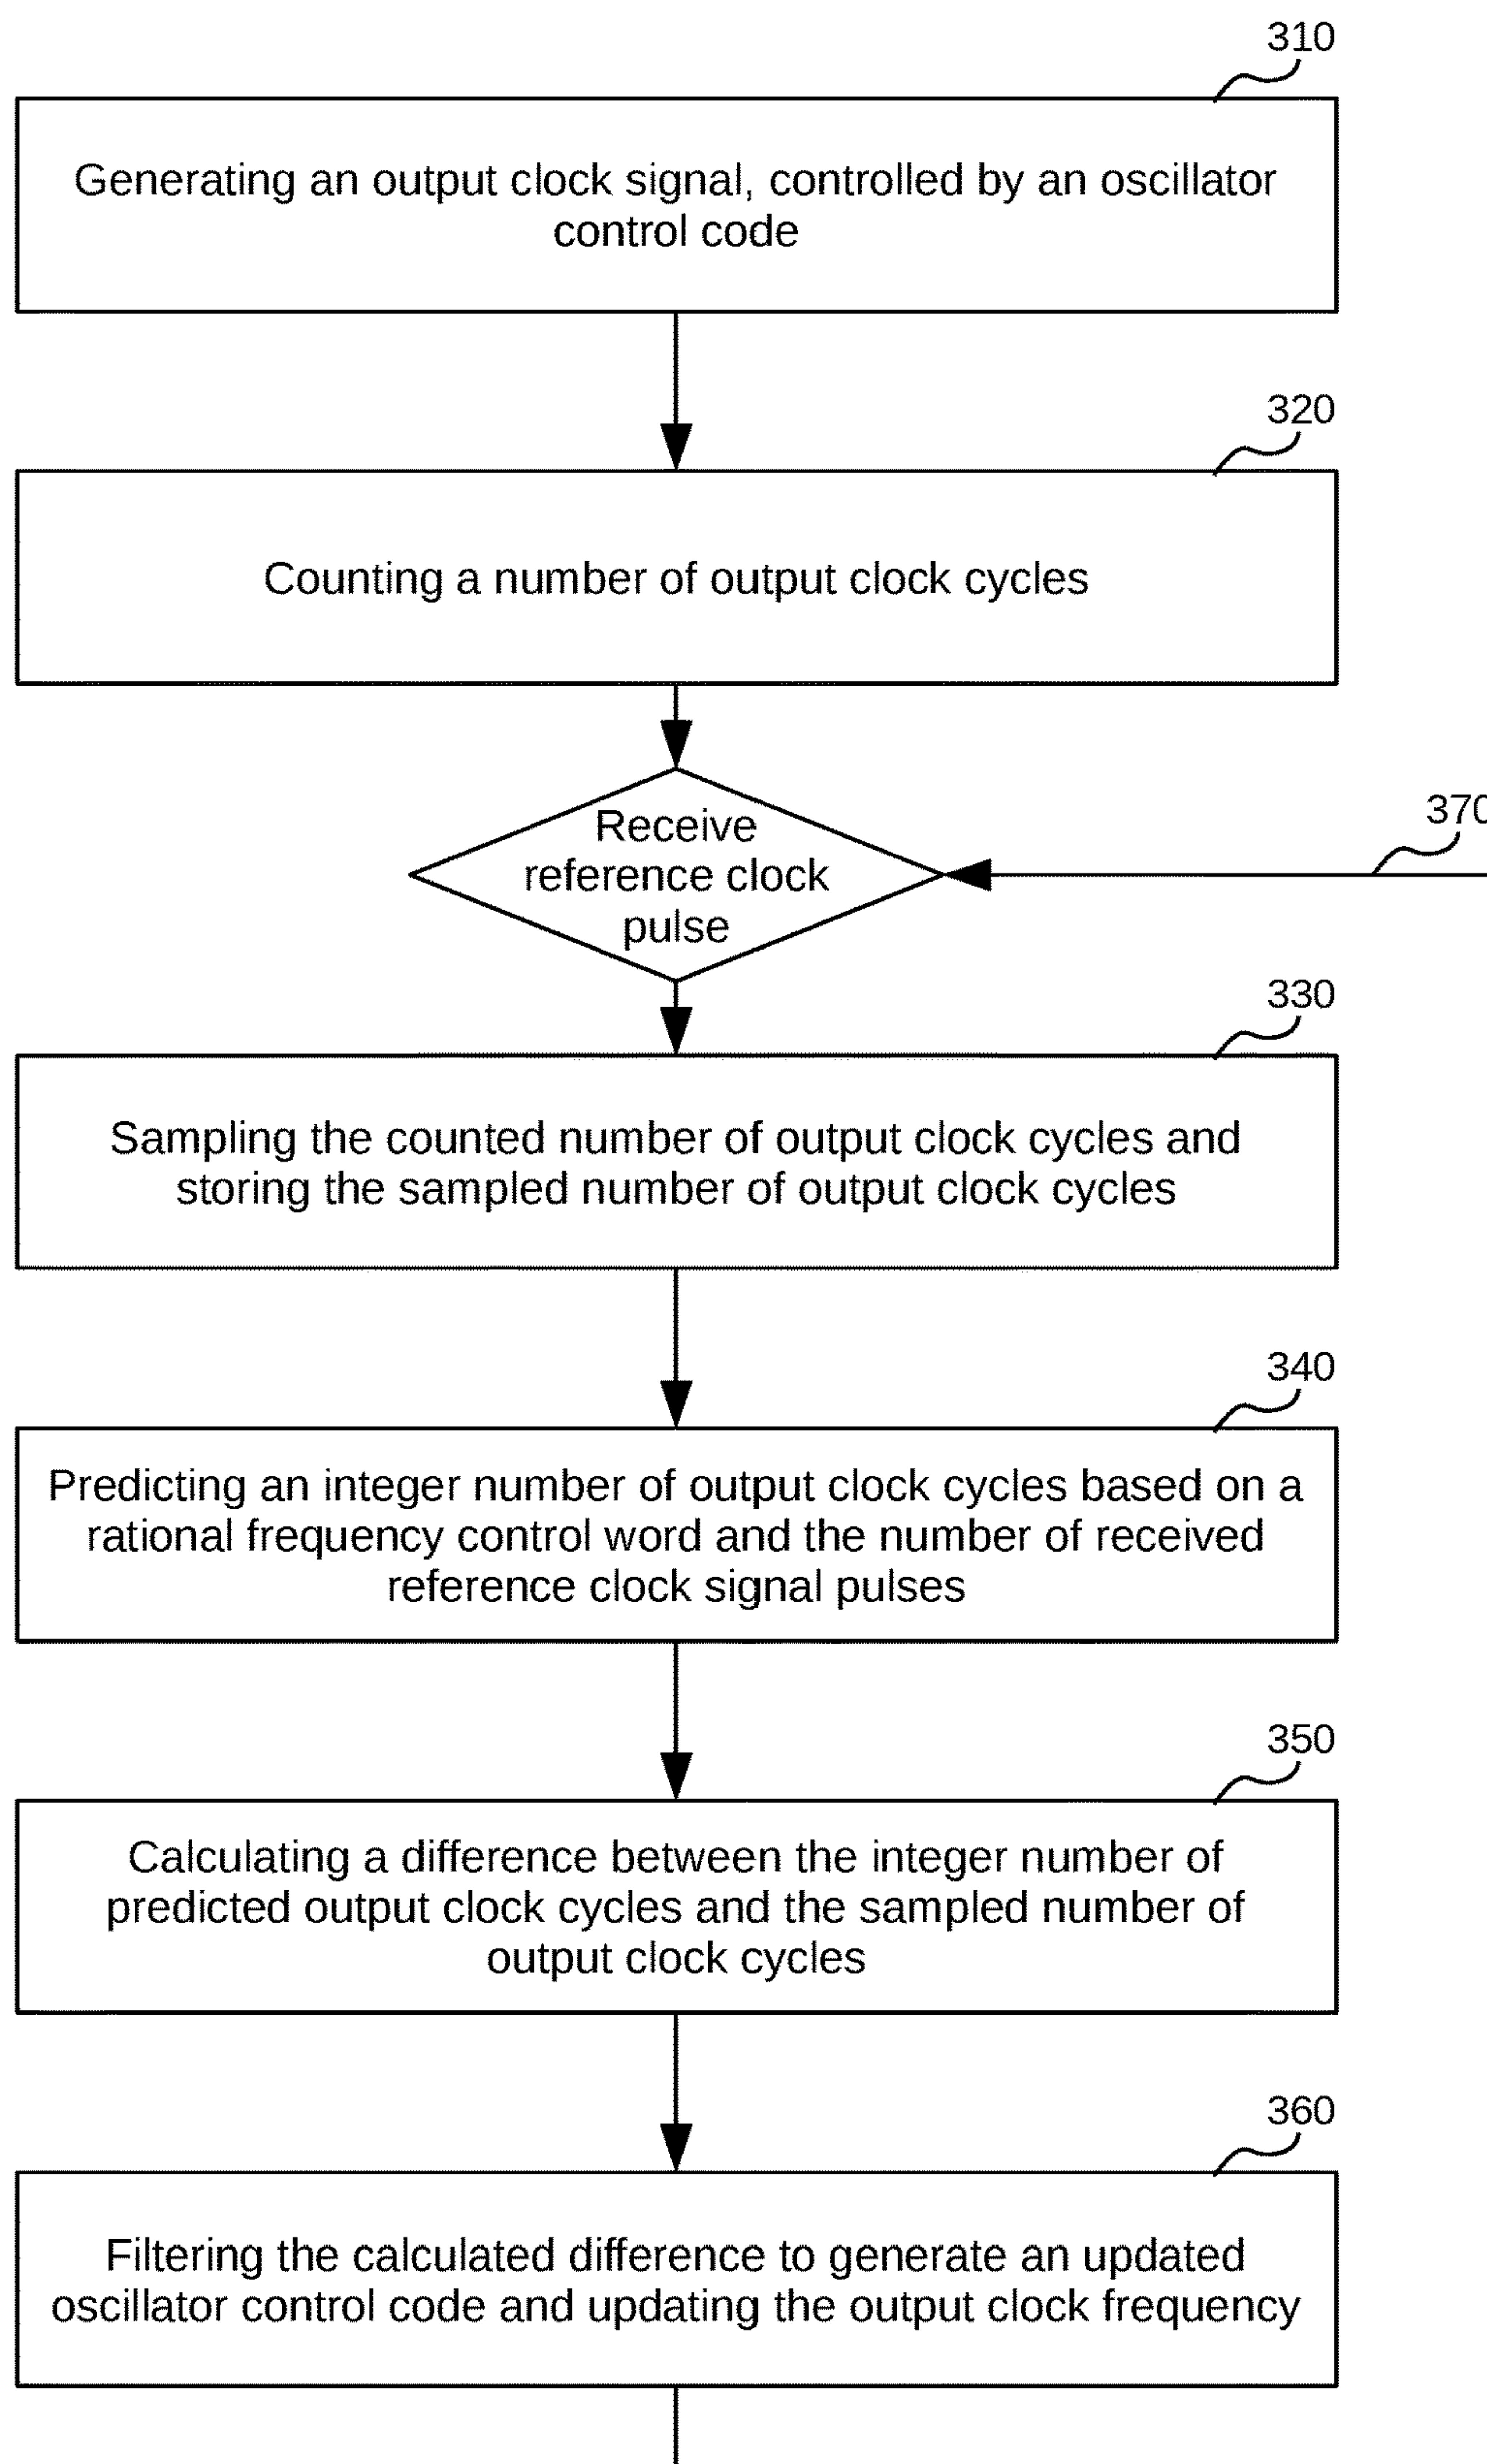 310
Generating an output clock signal, controlled by an oscillator
control code
320
Counting a number of output clock cycles
Receive
reference clock
pulse
370
330
Sampling the counted number of output clock cycles and
storing the sampled number of output clock cycles
340
Predicting an integer number of output clock cycles based on a
rational frequency control word and the number of received
reference clock signal pulses
350
Calculating a difference between the integer number of
predicted output clock cycles and the sampled number of
output clock cycles
360
Filtering the calculated difference to generate an updated
oscillator control code and updating the output clock frequency